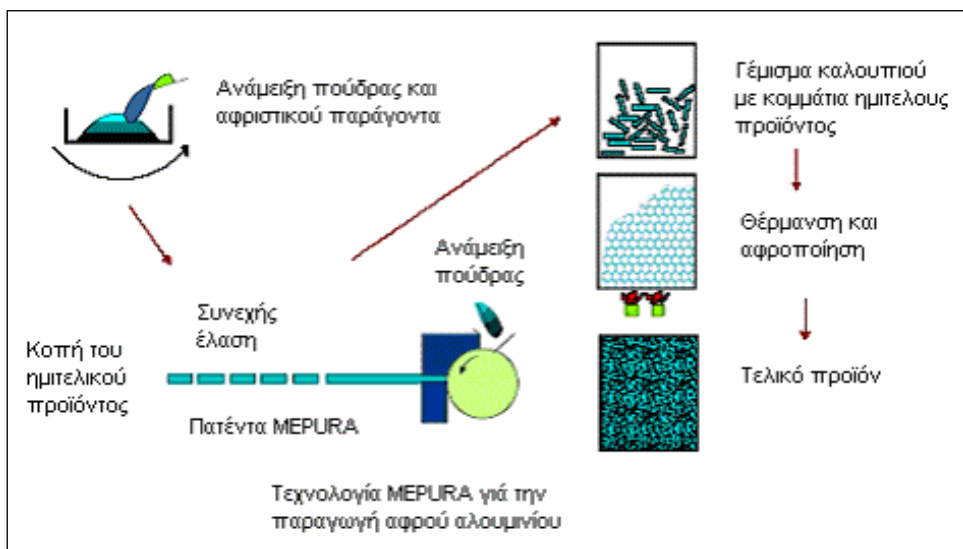 Ανάμειξη πούδρας και
αφριστικού παράγοντα
Ανάμειξη
πούδρας
Συνεχής
έλαση
Κοπή του
ημιτελικού
προϊόντος
Πατέντα MEPURA
Γέμισμα καλουπιού
με κομμάτια ημιτελους
προϊόντος
Θέρμανση και
αφροποίηση
Τελικό προϊόν
Τεχνολογία MEPURA γιά την
παραγωγή αφρού αλουμινίου